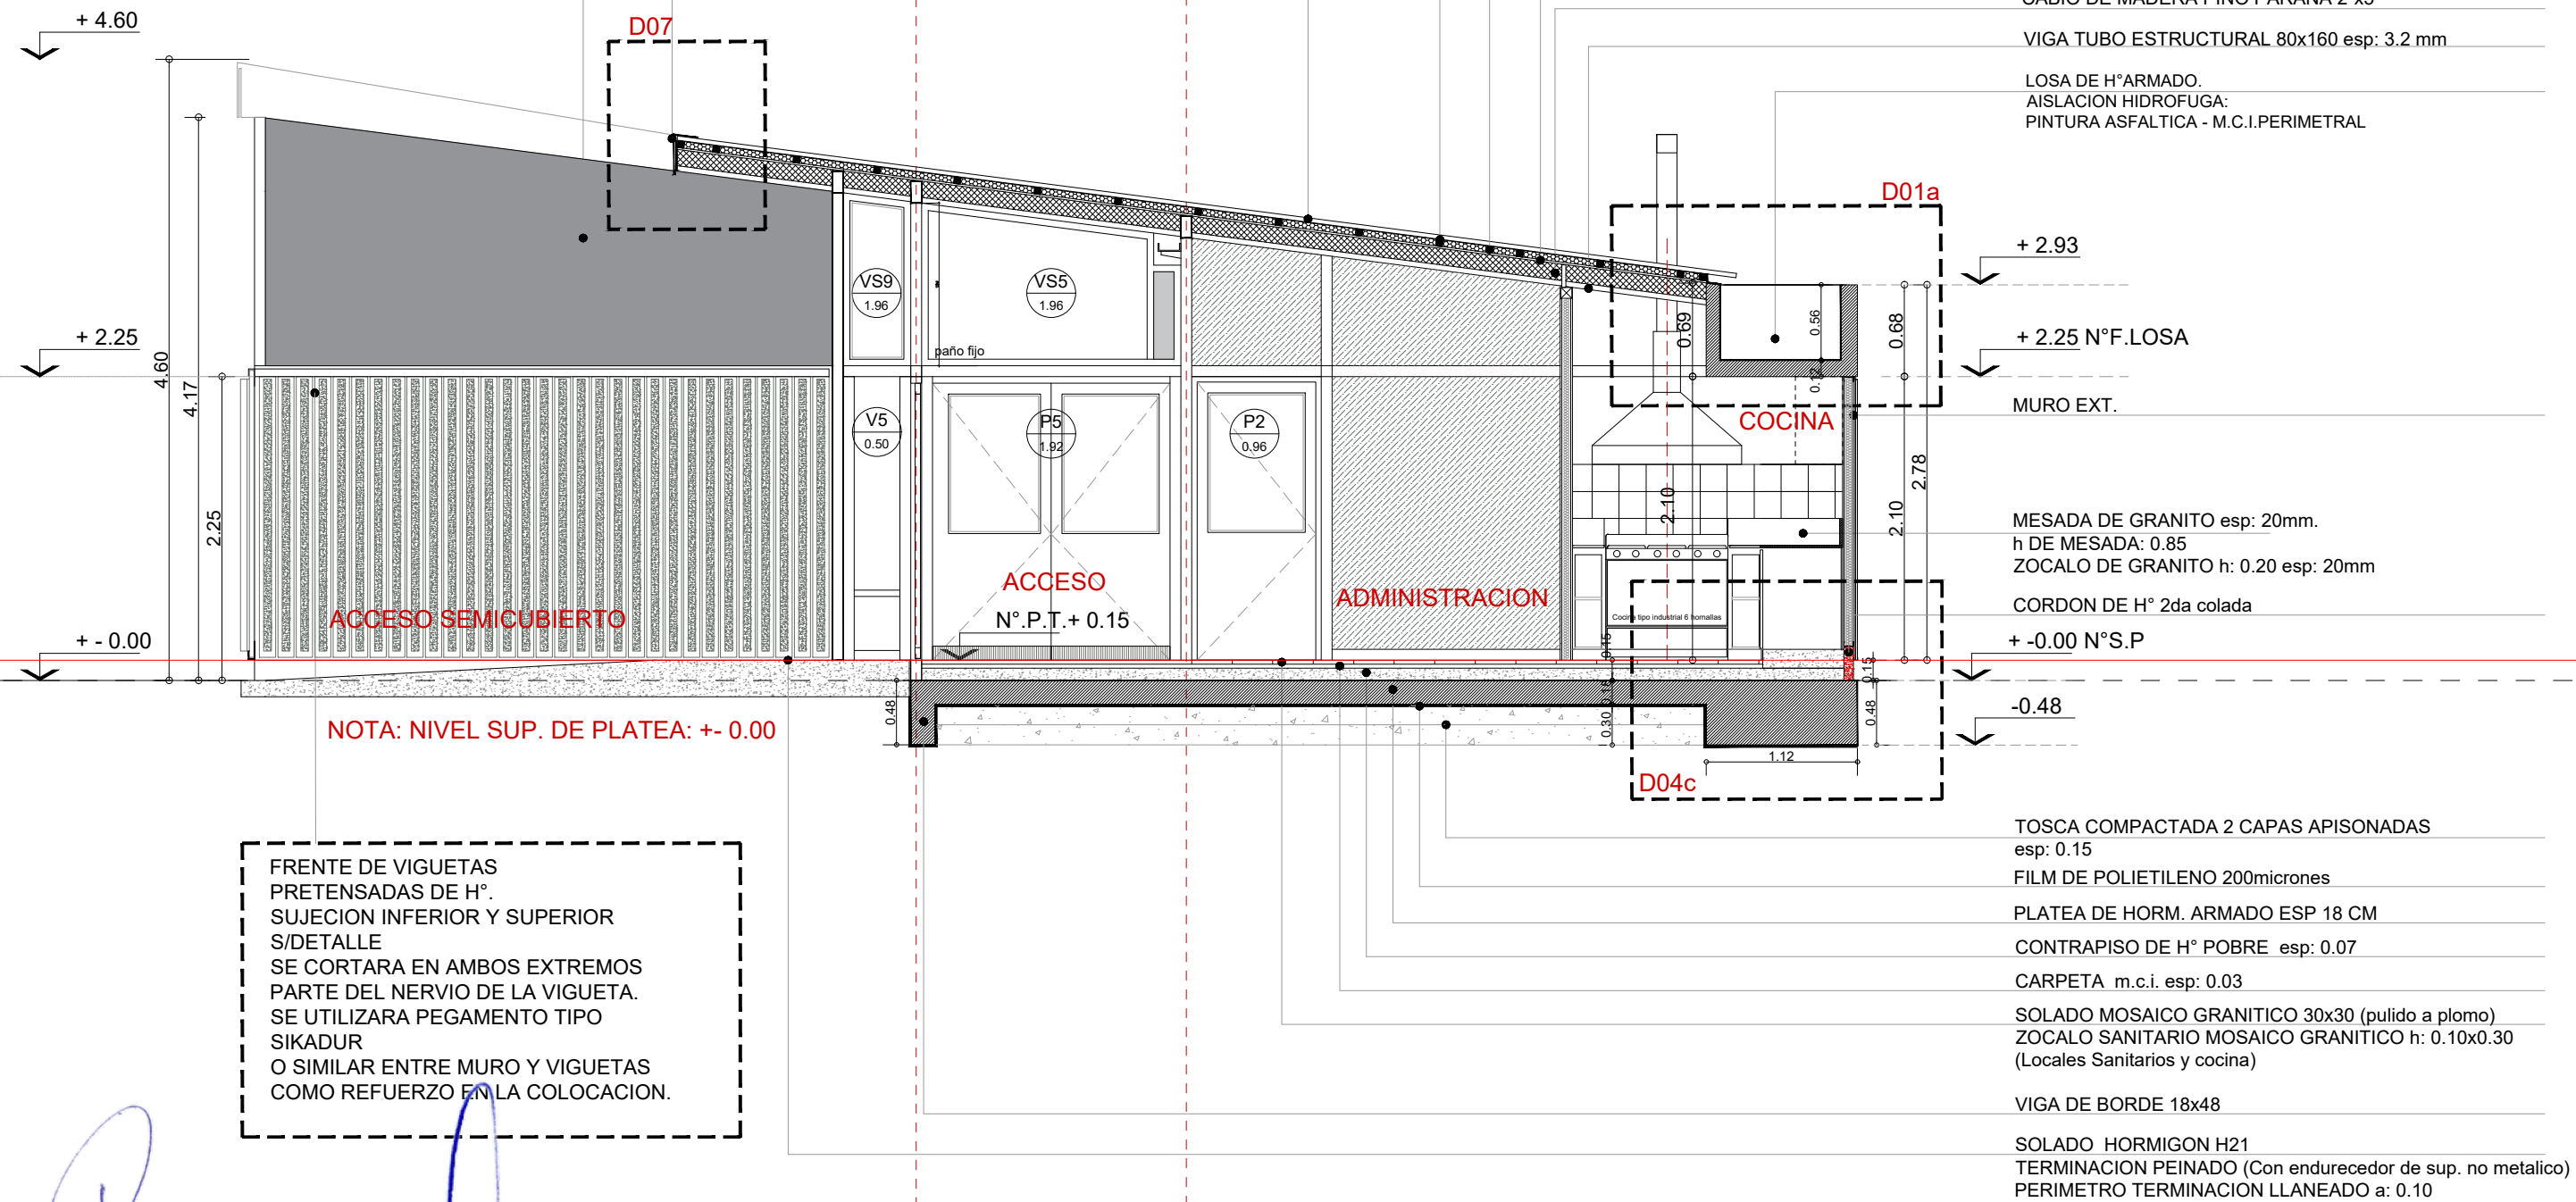 + 4.60
D07
VIGA TUBO ESTRUCTURAL 80x160 esp: 3.2 mm
LOSA DE H°ARMADO.
AISLACION HIDROFUGA:
PINTURA ASFALTICA - M.C.I.PERIMETRAL
D01a
+ 2.93
+ 2.25
+ 2.25 N°F.LOSA
4.60
4.17
2.25
VS9
1.96
VS5
1.96
paño fijo
0.69
0.56
0.12
0.68
2.78
2.10
MURO EXT.
COCINA
V5
0.50
P5
1.92
P2
0.96
2.10
MESADA DE GRANITO esp: 20mm.
h DE MESADA: 0.85
ZOCALO DE GRANITO h: 0.20 esp: 20mm
CORDON DE H° 2da colada
ACCESO
ADMINISTRACION
ACCESO SEMICUBIERTO
N°.P.T.+ 0.15
Cocina tipo industrial 6 hornallas
0.15
+ - 0.00
+ -0.00 N°S.P
0.15
0.48
0.30
0.15
0.48
-0.48
1.12
NOTA: NIVEL SUP. DE PLATEA: +- 0.00
D04c
TOSCA COMPACTADA 2 CAPAS APISONADAS
esp: 0.15
FILM DE POLIETILENO 200micrones
PLATEA DE HORM. ARMADO ESP 18 CM
CONTRAPISO DE H° POBRE esp: 0.07
CARPETA m.c.i. esp: 0.03
SOLADO MOSAICO GRANITICO 30x30 (pulido a plomo)
ZOCALO SANITARIO MOSAICO GRANITICO h: 0.10x0.30
(Locales Sanitarios y cocina)
VIGA DE BORDE 18x48
SOLADO HORMIGON H21
TERMINACION PEINADO (Con endurecedor de sup. no metalico)
PERIMETRO TERMINACION LLANEADO a: 0.10
FRENTE DE VIGUETAS
PRETENSADAS DE H°.
SUJECION INFERIOR Y SUPERIOR
S/DETALLE
SE CORTARA EN AMBOS EXTREMOS
PARTE DEL NERVIO DE LA VIGUETA.
SE UTILIZARA PEGAMENTO TIPO
SIKADUR
O SIMILAR ENTRE MURO Y VIGUETAS
COMO REFUERZO EN LA COLOCACION.